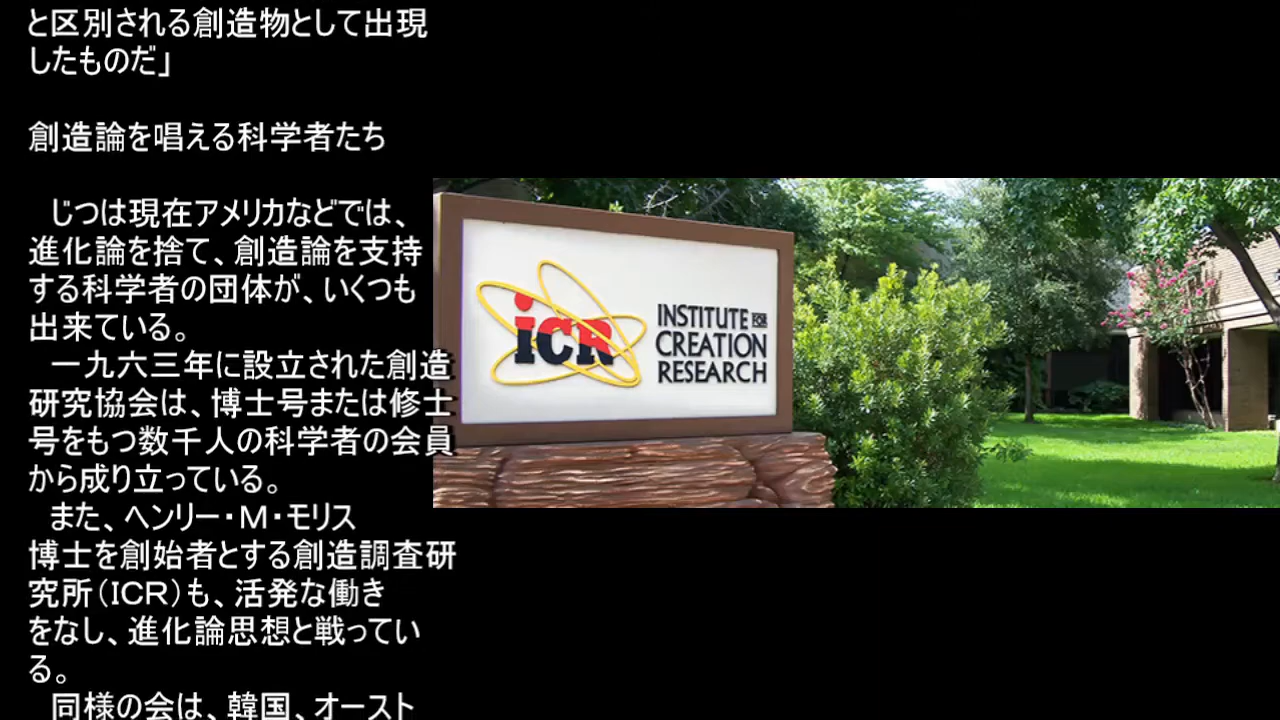 と区別される創造物として出現
したものだ」
創造論を唱える科学者たち
じつは現在アメリカなどでは、
進化論を捨て、創造論を支持
する科学者の団体が、いくつも
出来ている。
一九六三年に設立された創造
研究協会は、博士号または修士
号をもつ数千人の科学者の会員
から成り立っている。
また、ヘンリー・M・モリス
博士を創始者とする創造調査研
究所（ICR）も、活発な働き
をなし、進化論思想と戦ってい
る。
同様の会は、韓国、オースト
iCR
INSTITUTE FOR
CREATION
RESEARCH